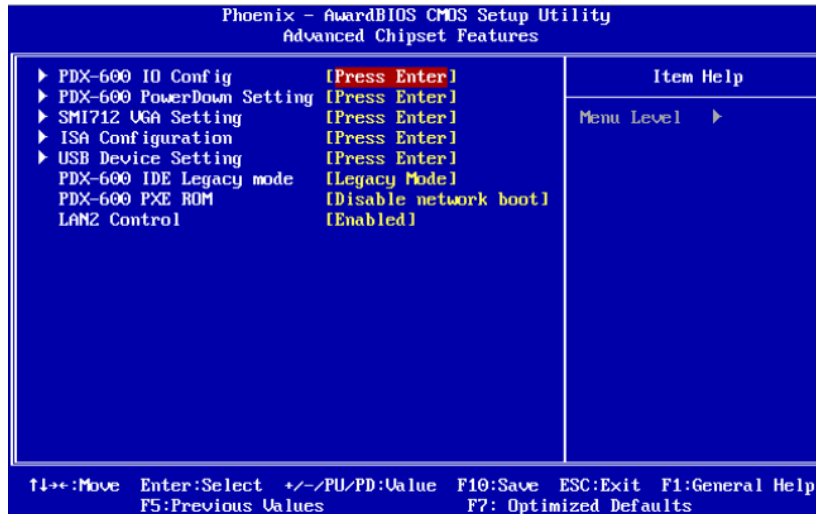 Phoenix - AwardBIOS CMOS Setup Utility
Advanced Chipset Features
▶ PDX-600 IO Config [Press Enter]
▶ PDX-600 PowerDown Setting [Press Enter]
▶ SMI712 VGA Setting [Press Enter]
▶ ISA Configuration [Press Enter]
▶ USB Device Setting [Press Enter]
PDX-600 IDE Legacy mode [Legacy Mode]
PDX-600 PXE ROM [Disable network boot]
LAN2 Control [Enabled]
Item Help
Menu Level ▶
↑↓→←:Move Enter:Select +/-/PU/PD:Value F10:Save ESC:Exit F1:General Help
F5:Previous Values F7: Optimized Defaults